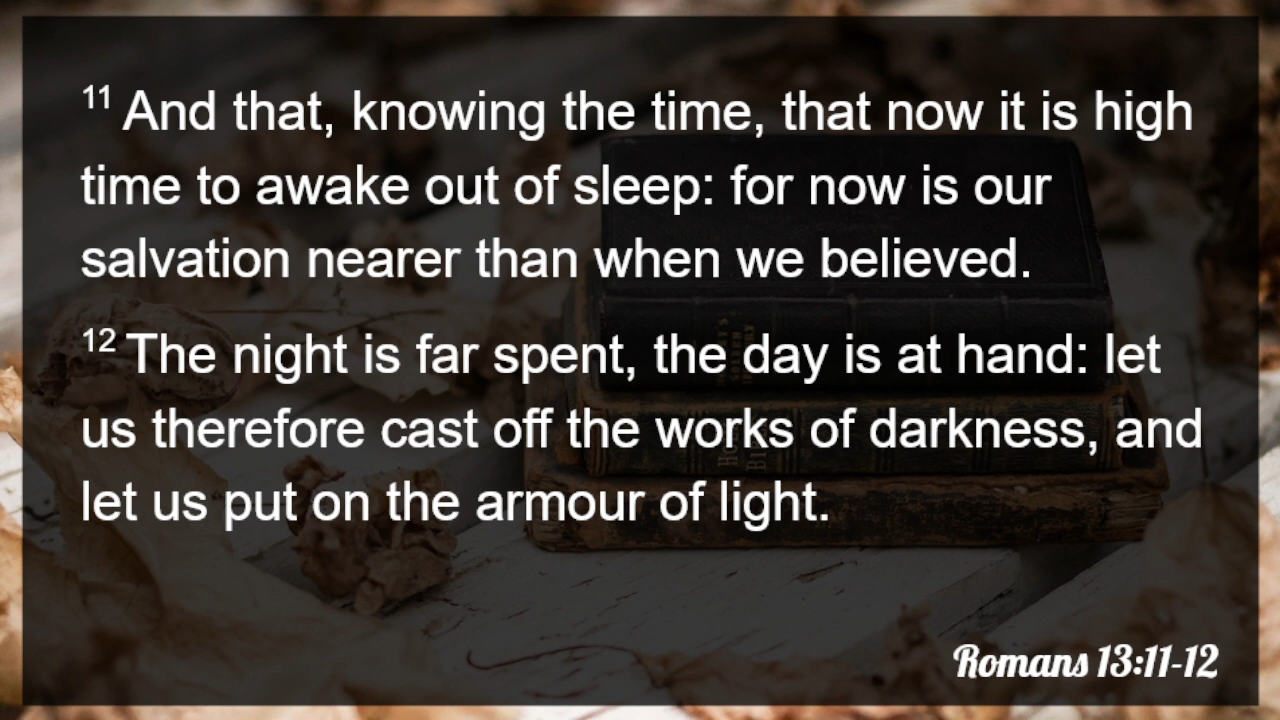 11 And that, knowing the time, that now it is high
time to awake out of sleep: for now is our
salvation nearer than when we believed.
12 The night is far spent, the day is at hand: let
us therefore cast off the works of darkness, and
let us put on the armour of light.
Romans 13:11-12